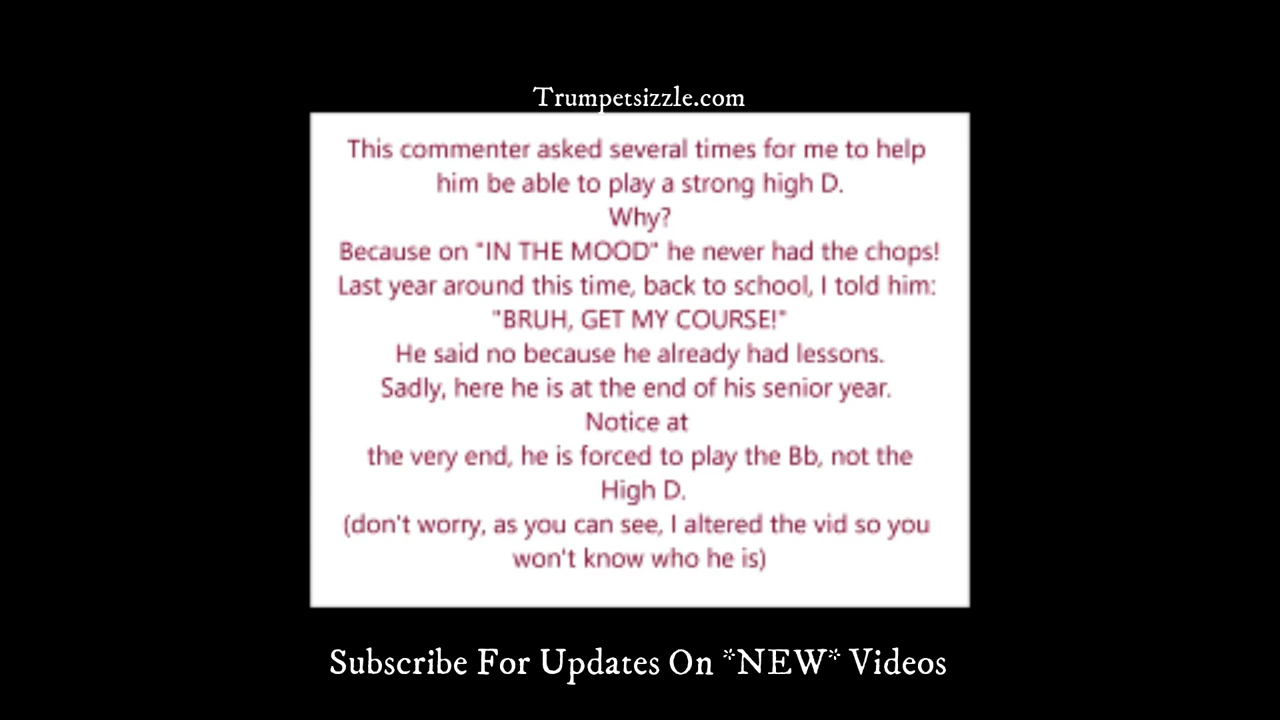 Trumpetsizzle.com
This commenter asked several times for me to help
him be able to play a strong high D.
Why?
Because on "IN THE MOOD" he never had the chops!
Last year around this time, back to school, I told him:
"BRUH, GET MY COURSE!"
He said no because he already had lessons.
Sadly, here he is at the end of his senior year.
Notice at
the very end, he is forced to play the Bb, not the
High D.
(don't worry, as you can see, I altered the vid so you
won't know who he is)
Subscribe For Updates On *NEW* Videos